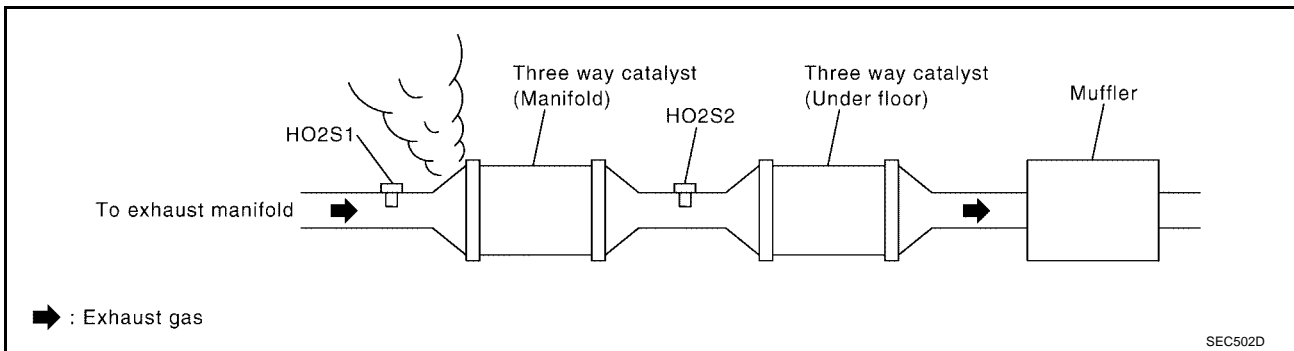 Three way catalyst
(Manifold)
Three way catalyst
(Under floor)
Muffler
HO2S1
HO2S2
To exhaust manifold
: Exhaust gas
SEC502D